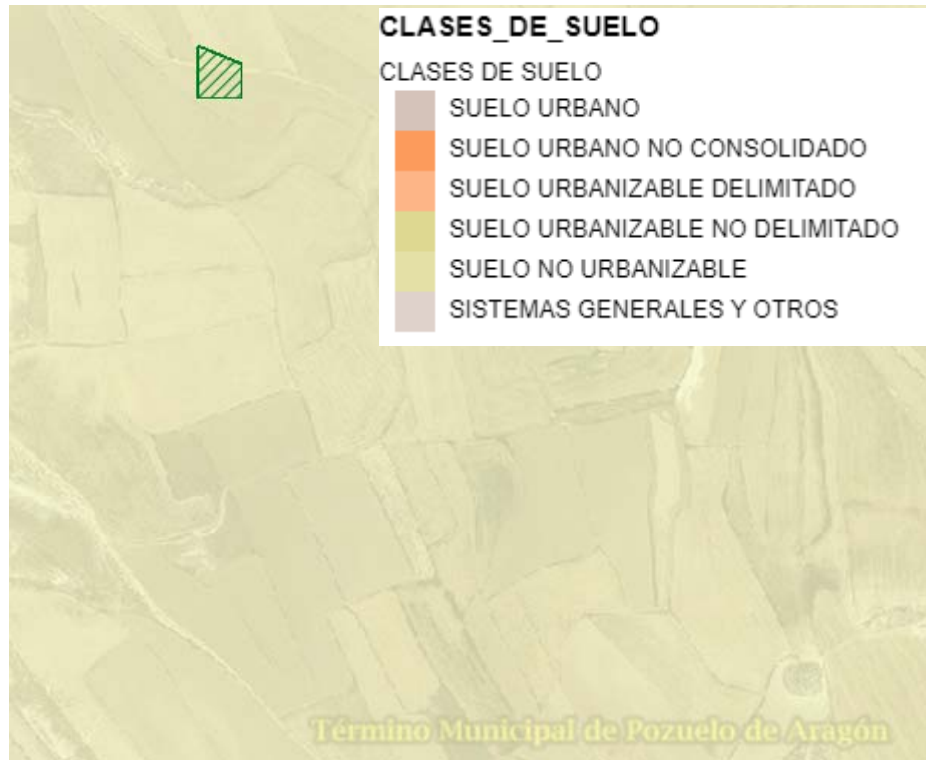 CLASES_DE_SUELO
CLASES DE SUELO
SUELO URBANO
SUELO URBANO NO CONSOLIDADO
SUELO URBANIZABLE DELIMITADO
SUELO URBANIZABLE NO DELIMITADO
SUELO NO URBANIZABLE
SISTEMAS GENERALES Y OTROS
Término Municipal de Pozuelo de Aragón